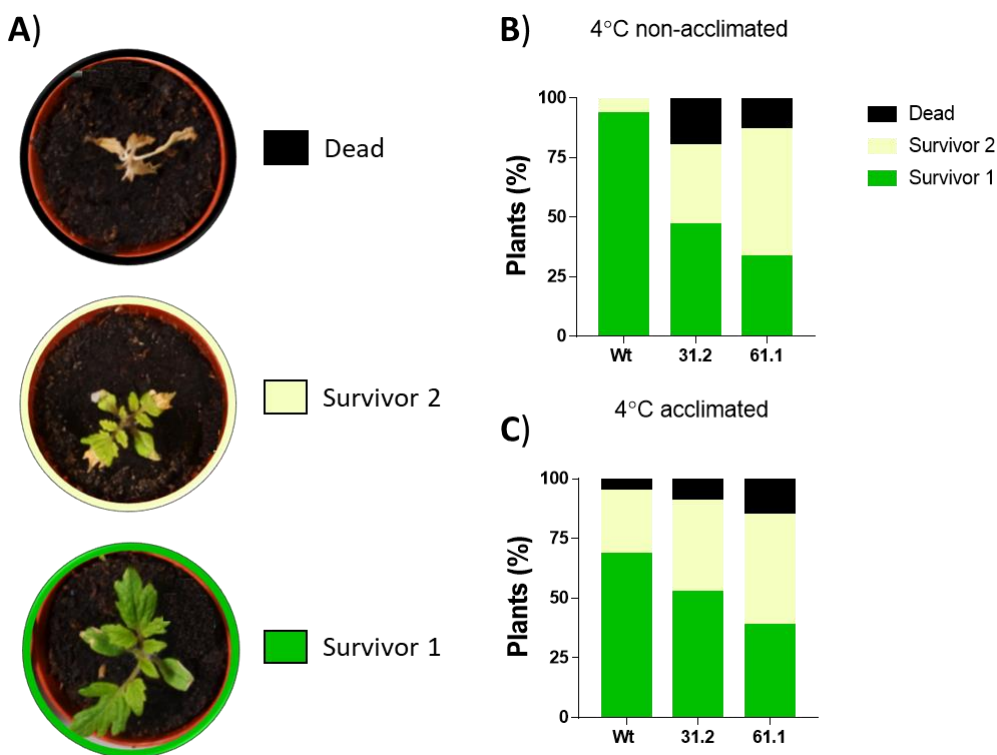 A)
Dead
Survivor 2
Survivor 1
B)
4°C non-acclimated
Plants (%)
100
75
50
25
0
Wt 31.2 61.1
Dead
Survivor 2
Survivor 1
C)
4°C acclimated
Plants (%)
100
75
50
25
0
Wt 31.2 61.1